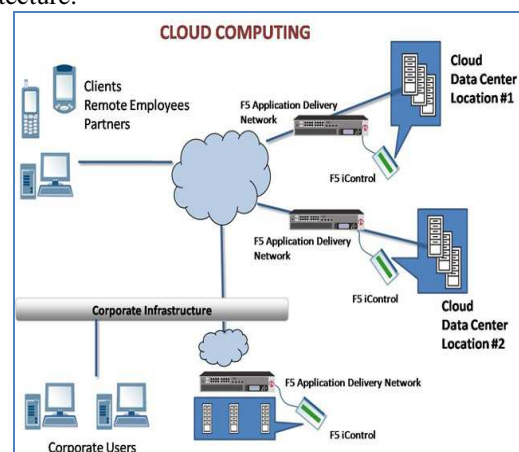 tecture.
CLOUD COMPUTING
Clients
Remote Employees
Partners
F5 Application Delivery
Network
F5 iControl
Cloud
Data Center
Location #1
F5 Application Delivery
Network
F5 iControl
Cloud
Data Center
Location #2
Corporate Infrastructure
F5 Application Delivery Network
F5 iControl
Corporate Users